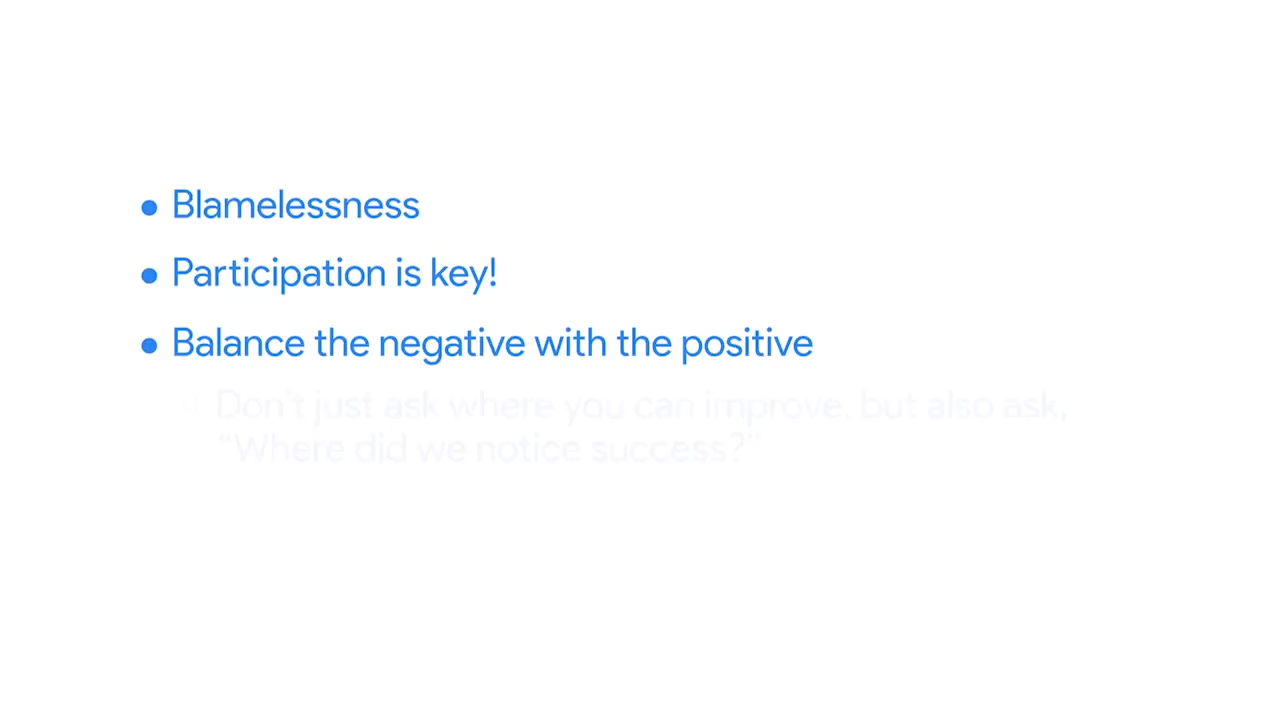 • Blamelessness
• Participation is key!
• Balance the negative with the positive
Don't just ask where you can improve, but also ask,
“Where did we notice success?”